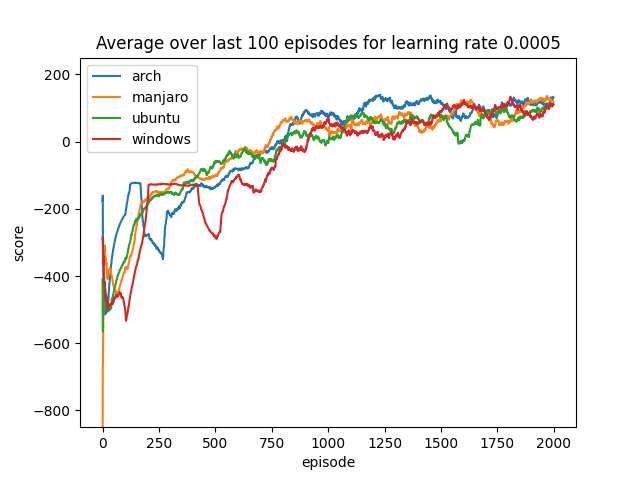 Average over last 100 episodes for learning rate 0.0005
arch
manjaro
ubuntu
windows
score
200
0
−200
−400
−600
−800
0 250 500 750 1000 1250 1500 1750 2000
episode